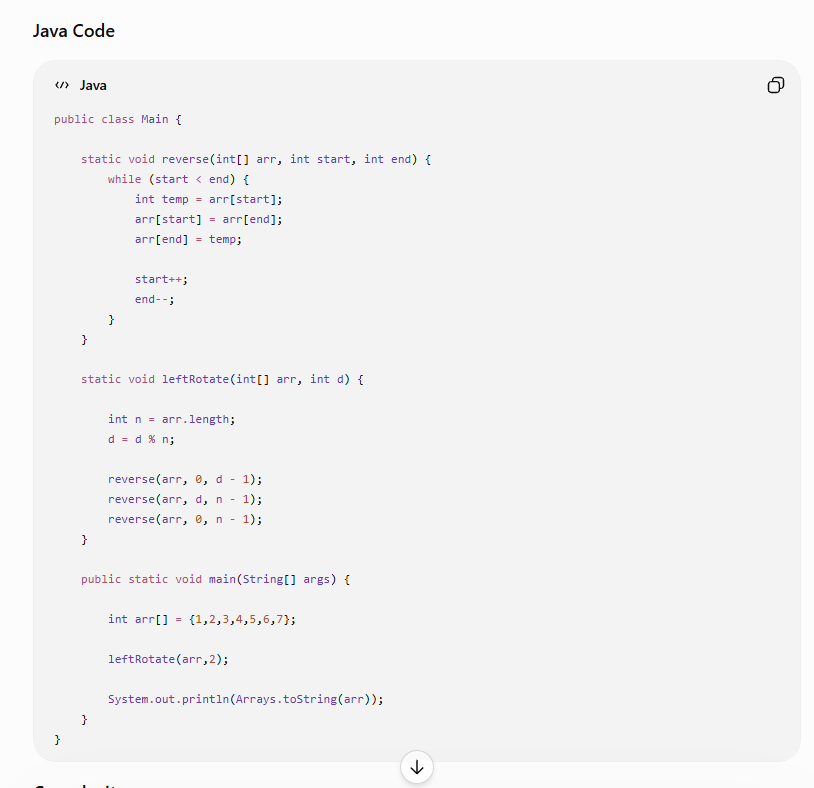 Java Code
</> Java
public class Main {
static void reverse(int[] arr, int start, int end) {
while (start < end) {
int temp = arr[start];
arr[start] = arr[end];
arr[end] = temp;
start++;
end--;
}
}
static void leftRotate(int[] arr, int d) {
int n = arr.length;
d = d % n;
reverse(arr, 0, d - 1);
reverse(arr, d, n - 1);
reverse(arr, 0, n - 1);
}
public static void main(String[] args) {
int arr[] = {1,2,3,4,5,6,7};
leftRotate(arr,2);
System.out.println(Arrays.toString(arr));
}
}